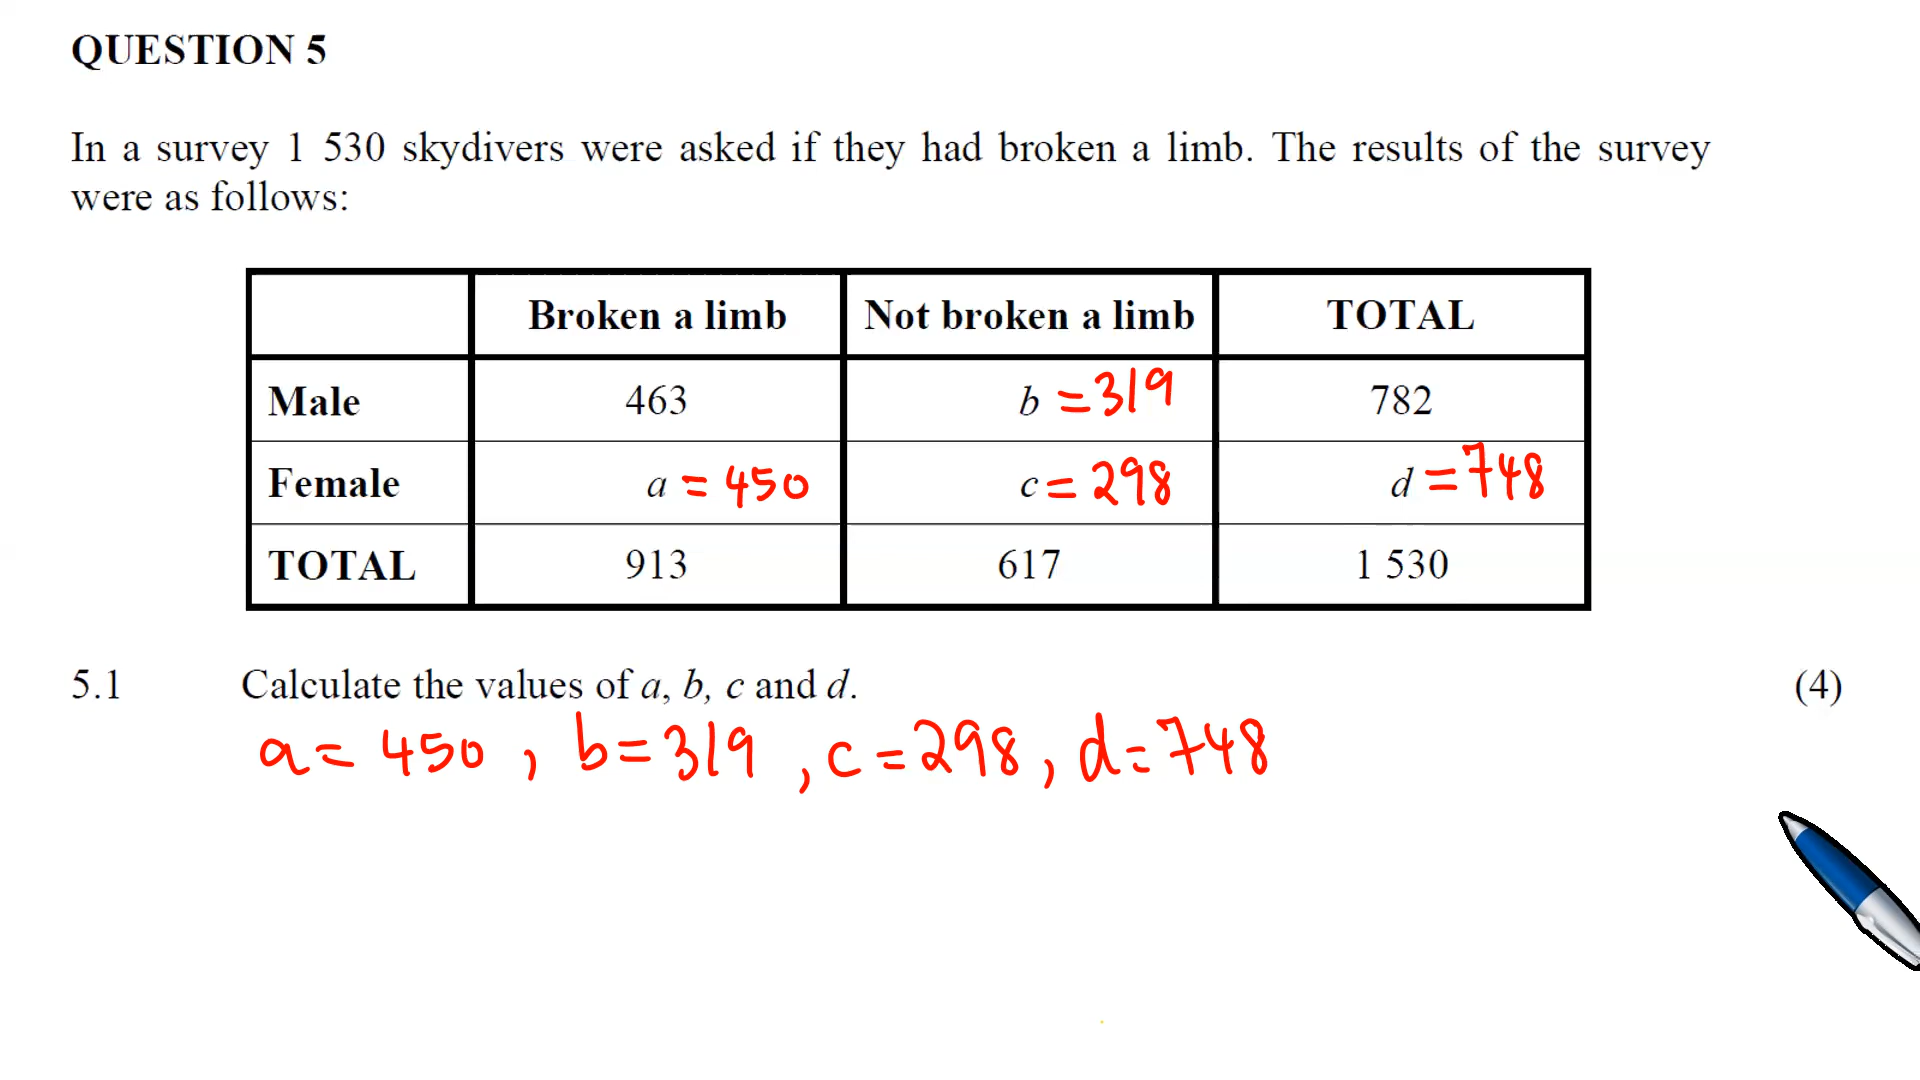 QUESTION 5
In a survey 1 530 skydivers were asked if they had broken a limb. The results of the survey
were as follows:
Broken a limb Not broken a limb TOTAL
Male 463 b = 319 782
Female a = 450 c = 298 d = 748
TOTAL 913 617 1 530
5.1 Calculate the values of a, b, c and d. (4)
a = 450 , b = 319 , c = 298 , d = 748